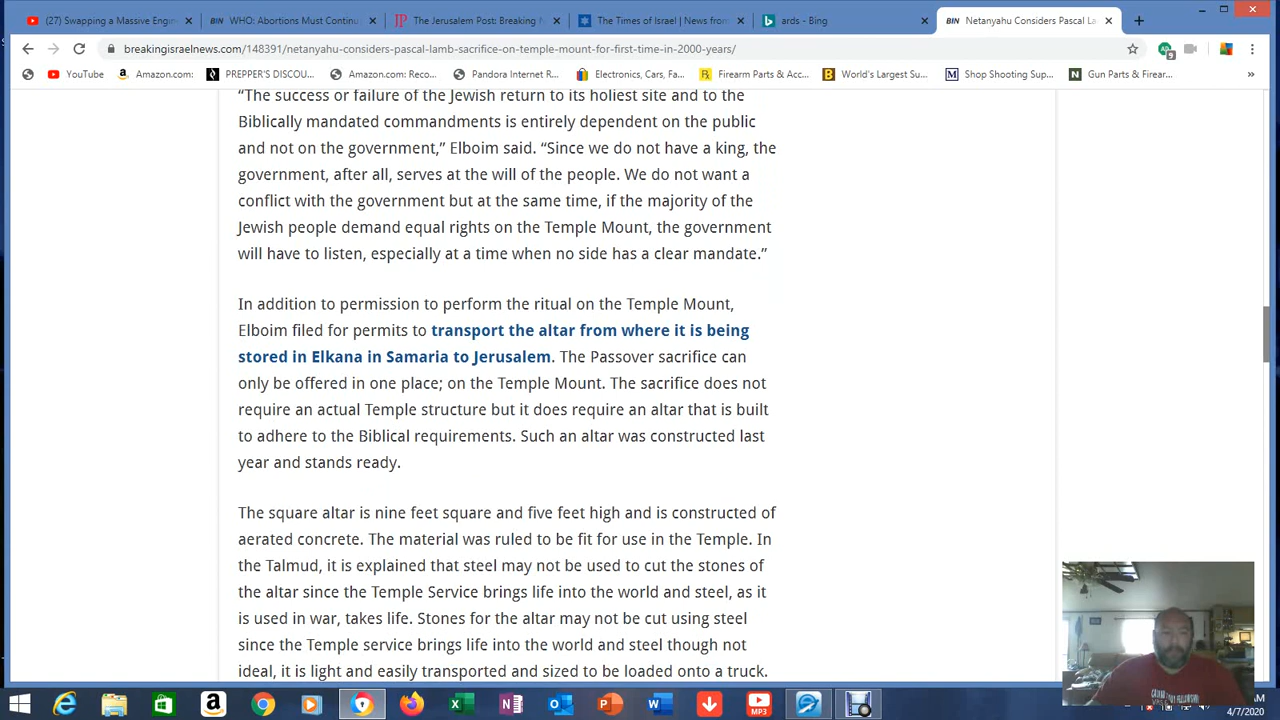 (27) Swapping a Massive Engin
BIN WHO: Abortions Must Continu
JP The Jerusalem Post: Breaking N
The Times of Israel | News from
ards - Bing
BIN Netanyahu Considers Pascal La
breakingisraelnews.com/148391/netanyahu-considers-pascal-lamb-sacrifice-on-temple-mount-for-first-time-in-2000-years/
YouTube
Amazon.com:
PREPPER'S DISCOU...
Amazon.com: Reco...
Pandora Internet R...
Electronics, Cars, Fa...
Firearm Parts & Acc...
World's Largest Su...
Shop Shooting Sup...
Gun Parts & Firear...
“The success or failure of the Jewish return to its holiest site and to the
Biblically mandated commandments is entirely dependent on the public
and not on the government,” Elboim said. “Since we do not have a king, the
government, after all, serves at the will of the people. We do not want a
conflict with the government but at the same time, if the majority of the
Jewish people demand equal rights on the Temple Mount, the government
will have to listen, especially at a time when no side has a clear mandate.”
In addition to permission to perform the ritual on the Temple Mount,
Elboim filed for permits to transport the altar from where it is being
stored in Elkana in Samaria to Jerusalem. The Passover sacrifice can
only be offered in one place; on the Temple Mount. The sacrifice does not
require an actual Temple structure but it does require an altar that is built
to adhere to the Biblical requirements. Such an altar was constructed last
year and stands ready.
The square altar is nine feet square and five feet high and is constructed of
aerated concrete. The material was ruled to be fit for use in the Temple. In
the Talmud, it is explained that steel may not be used to cut the stones of
the altar since the Temple Service brings life into the world and steel, as it
is used in war, takes life. Stones for the altar may not be cut using steel
since the Temple service brings life into the world and steel though not
ideal, it is light and easily transported and sized to be loaded onto a truck.
MP3
4/7/2020